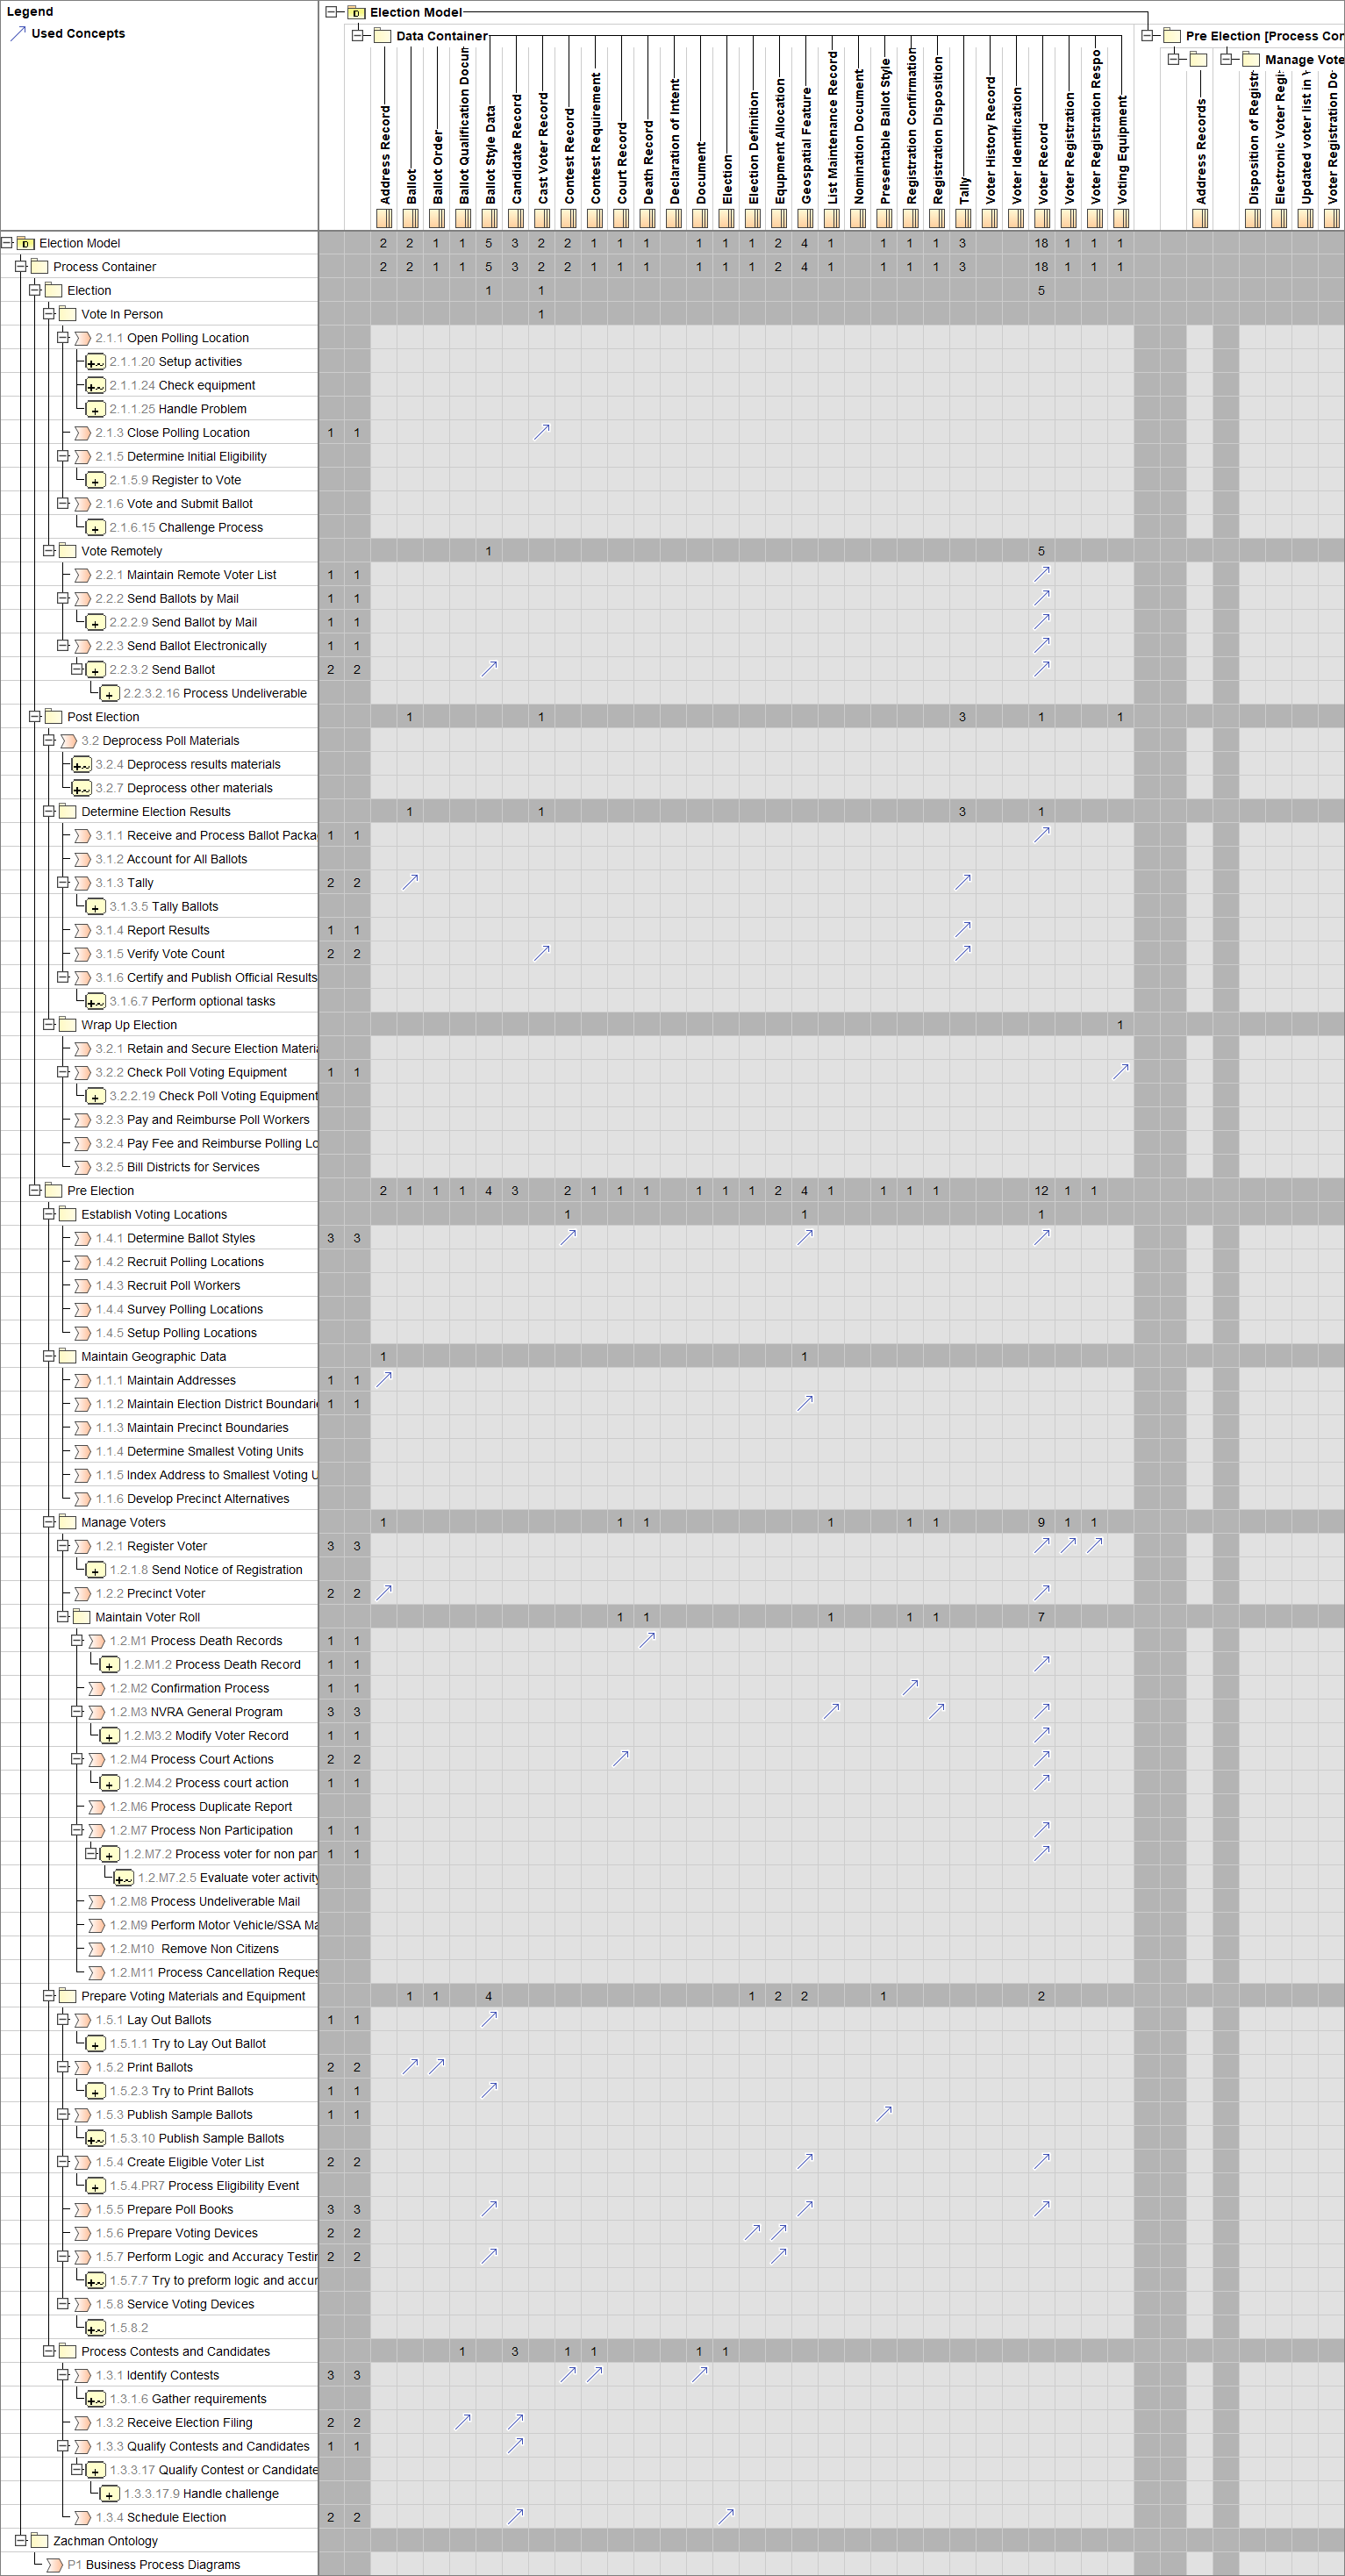 Legend
Used Concepts
Election Model
Data Container
Pre Election [Process Con
Manage Vote
Address Record
Ballot
Ballot Order
Ballot Qualification Docum
Ballot Style Data
Candidate Record
Cast Voter Record
Contest Record
Contest Requirement
Court Record
Death Record
Declaration of Intent
Document
Election
Election Definition
Equpment Allocation
Geospatial Feature
List Maintenance Record
Nomination Document
Presentable Ballot Style
Registration Confirmation
Registration Disposition
Tally
Voter History Record
Voter Identification
Voter Record
Voter Registration
Voter Registration Respo
Voting Equipment
Address Records
Disposition of Registr
Electronic Voter Regi
Updated voter list in
Voter Registration Do
Election Model 2 2 1 1 5 3 2 2 1 1 1 1 1 1 2 4 1 1 1 1 3 18 1 1 1
Process Container 2 2 1 1 5 3 2 2 1 1 1 1 1 1 2 4 1 1 1 1 3 18 1 1 1
Election 1 1 5
Vote In Person 1
2.1.1 Open Polling Location
2.1.1.20 Setup activities
2.1.1.24 Check equipment
2.1.1.25 Handle Problem
2.1.3 Close Polling Location 1 1
2.1.5 Determine Initial Eligibility
2.1.5.9 Register to Vote
2.1.6 Vote and Submit Ballot
2.1.6.15 Challenge Process
Vote Remotely 1 5
2.2.1 Maintain Remote Voter List 1 1
2.2.2 Send Ballots by Mail 1 1
2.2.2.9 Send Ballot by Mail 1 1
2.2.3 Send Ballot Electronically 1 1
2.2.3.2 Send Ballot 2 2
2.2.3.2.16 Process Undeliverable
Post Election 1 1 3 1 1
3.2 Deprocess Poll Materials
3.2.4 Deprocess results materials
3.2.7 Deprocess other materials
Determine Election Results 1 1 3 1
3.1.1 Receive and Process Ballot Packa 1 1
3.1.2 Account for All Ballots
3.1.3 Tally 2 2
3.1.3.5 Tally Ballots
3.1.4 Report Results 1 1
3.1.5 Verify Vote Count 2 2
3.1.6 Certify and Publish Official Results
3.1.6.7 Perform optional tasks
Wrap Up Election 1
3.2.1 Retain and Secure Election Materia
3.2.2 Check Poll Voting Equipment 1 1
3.2.2.19 Check Poll Voting Equipment
3.2.3 Pay and Reimburse Poll Workers
3.2.4 Pay Fee and Reimburse Polling Lo
3.2.5 Bill Districts for Services
Pre Election 2 1 1 1 4 3 2 1 1 1 1 1 1 2 4 1 1 1 1 12 1 1
Establish Voting Locations 1 1 1
1.4.1 Determine Ballot Styles 3 3
1.4.2 Recruit Polling Locations
1.4.3 Recruit Poll Workers
1.4.4 Survey Polling Locations
1.4.5 Setup Polling Locations
Maintain Geographic Data 1 1
1.1.1 Maintain Addresses 1 1
1.1.2 Maintain Election District Boundarie 1 1
1.1.3 Maintain Precinct Boundaries
1.1.4 Determine Smallest Voting Units
1.1.5 Index Address to Smallest Voting U
1.1.6 Develop Precinct Alternatives
Manage Voters 1 1 1 1 1 1 9 1 1
1.2.1 Register Voter 3 3
1.2.1.8 Send Notice of Registration
1.2.2 Precinct Voter 2 2
Maintain Voter Roll 1 1 1 1 1 7
1.2.M1 Process Death Records 1 1
1.2.M1.2 Process Death Record 1 1
1.2.M2 Confirmation Process 1 1
1.2.M3 NVRA General Program 3 3
1.2.M3.2 Modify Voter Record 1 1
1.2.M4 Process Court Actions 2 2
1.2.M4.2 Process court action 1 1
1.2.M6 Process Duplicate Report
1.2.M7 Process Non Participation 1 1
1.2.M7.2 Process voter for non par 1 1
1.2.M7.2.5 Evaluate voter activity
1.2.M8 Process Undeliverable Mail
1.2.M9 Perform Motor Vehicle/SSA Ma
1.2.M10 Remove Non Citizens
1.2.M11 Process Cancellation Reques
Prepare Voting Materials and Equipment 1 1 4 1 2 2 1 2
1.5.1 Lay Out Ballots 1 1
1.5.1.1 Try to Lay Out Ballot
1.5.2 Print Ballots 2 2
1.5.2.3 Try to Print Ballots 1 1
1.5.3 Publish Sample Ballots 1 1
1.5.3.10 Publish Sample Ballots
1.5.4 Create Eligible Voter List 2 2
1.5.4.PR7 Process Eligibility Event
1.5.5 Prepare Poll Books 3 3
1.5.6 Prepare Voting Devices 2 2
1.5.7 Perform Logic and Accuracy Testin 2 2
1.5.7.7 Try to preform logic and accur
1.5.8 Service Voting Devices
1.5.8.2
Process Contests and Candidates 1 3 1 1 1 1
1.3.1 Identify Contests 3 3
1.3.1.6 Gather requirements
1.3.2 Receive Election Filing 2 2
1.3.3 Qualify Contests and Candidates 1 1
1.3.3.17 Qualify Contest or Candidate
1.3.3.17.9 Handle challenge
1.3.4 Schedule Election 2 2
Zachman Ontology
P1 Business Process Diagrams